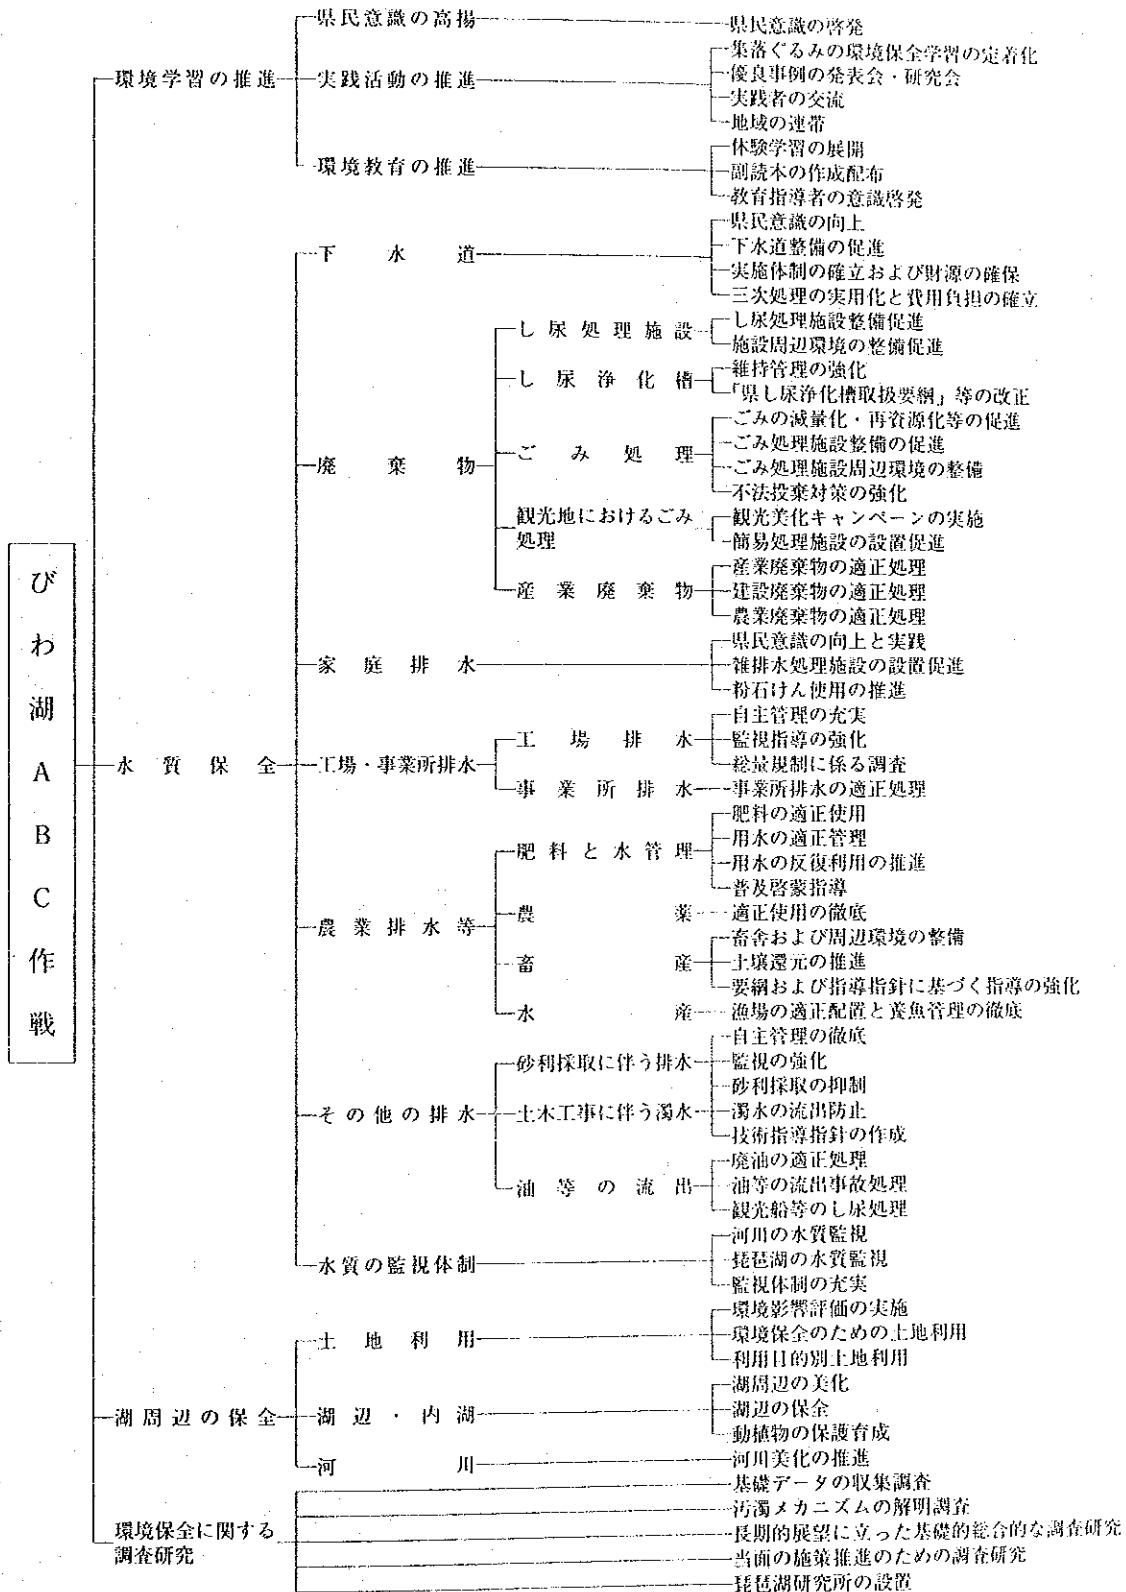 びわ湖ABC作戦
環境学習の推進
県民意識の高揚
県民意識の啓発
実践活動の推進
集落ぐるみの環境保全学習の定着化
優良事例の発表会・研究会
実践者の交流
地域の連帯
環境教育の推進
体験学習の展開
副読本の作成配布
教育指導者の意識啓発
水質保全
下水道
県民意識の向上
下水道整備の促進
実施体制の確立および財源の確保
三次処理の実用化と費用負担の確立
廃棄物
し尿処理施設
し尿処理施設整備促進
施設周辺環境の整備促進
し尿浄化槽
維持管理の強化
「県し尿浄化槽取扱要綱」等の改正
ごみ処理
ごみの減量化・再資源化等の促進
ごみ処理施設整備の促進
ごみ処理施設周辺環境の整備
不法投棄対策の強化
観光地におけるごみ
処理
観光美化キャンペーンの実施
簡易処理施設の設置促進
産業廃棄物
産業廃棄物の適正処理
建設廃棄物の適正処理
農業廃棄物の適正処理
家庭排水
県民意識の向上と実践
雑排水処理施設の設置促進
粉石けん使用の推進
工場・事業所排水
工場排水
自主管理の充実
監視指導の強化
総量規制に係る調査
事業所排水
事業所排水の適正処理
農業排水等
肥料と水管理
肥料の適正使用
用水の適正管理
用水の反復利用の推進
普及啓蒙指導
農薬
適正使用の徹底
畜産
畜舎および周辺環境の整備
土壌還元の推進
要綱および指導指針に基づく指導の強化
水産
漁場の適正配置と養魚管理の徹底
その他の排水
砂利採取に伴う排水
土木工事に伴う濁水
自主管理の徹底
監視の強化
砂利採取の抑制
濁水の流出防止
技術指導指針の作成
油等の流出
廃油の適正処理
油等の流出事故処理
観光船等のし尿処理
水質の監視体制
河川の水質監視
琵琶湖の水質監視
監視体制の充実
湖周辺の保全
土地利用
環境影響評価の実施
環境保全のための土地利用
利用目的別土地利用
湖辺・内湖
湖周辺の美化
湖辺の保全
動植物の保護育成
河川
河川美化の推進
環境保全に関する
調査研究
基礎データの収集調査
汚濁メカニズムの解明調査
長期的展望に立った基礎的総合的な調査研究
当面の施策推進のための調査研究
琵琶湖研究所の設置